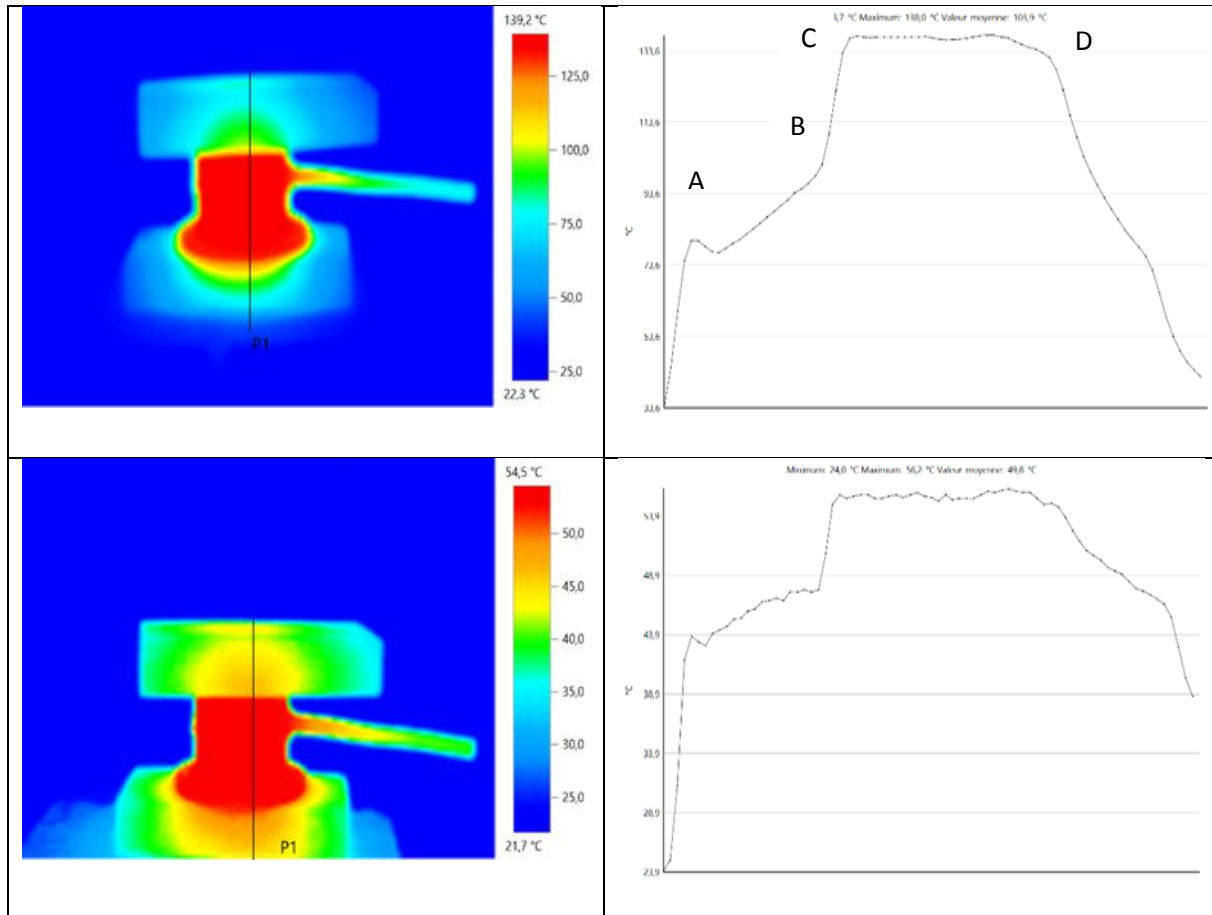 139,2 °C
125,0
100,0
75,0
50,0
25,0
22,3 °C
P1
3,7 °C Maximum: 138,0 °C Valeur moyenne: 103,9 °C
A
B
C
D
133,6
113,6
93,6
73,6
53,6
33,6
°C
54,5 °C
50,0
45,0
40,0
35,0
30,0
25,0
21,7 °C
P1
Minimum: 24,0 °C Maximum: 56,2 °C Valeur moyenne: 49,8 °C
53,9
48,9
43,9
38,9
33,9
28,9
23,9
°C